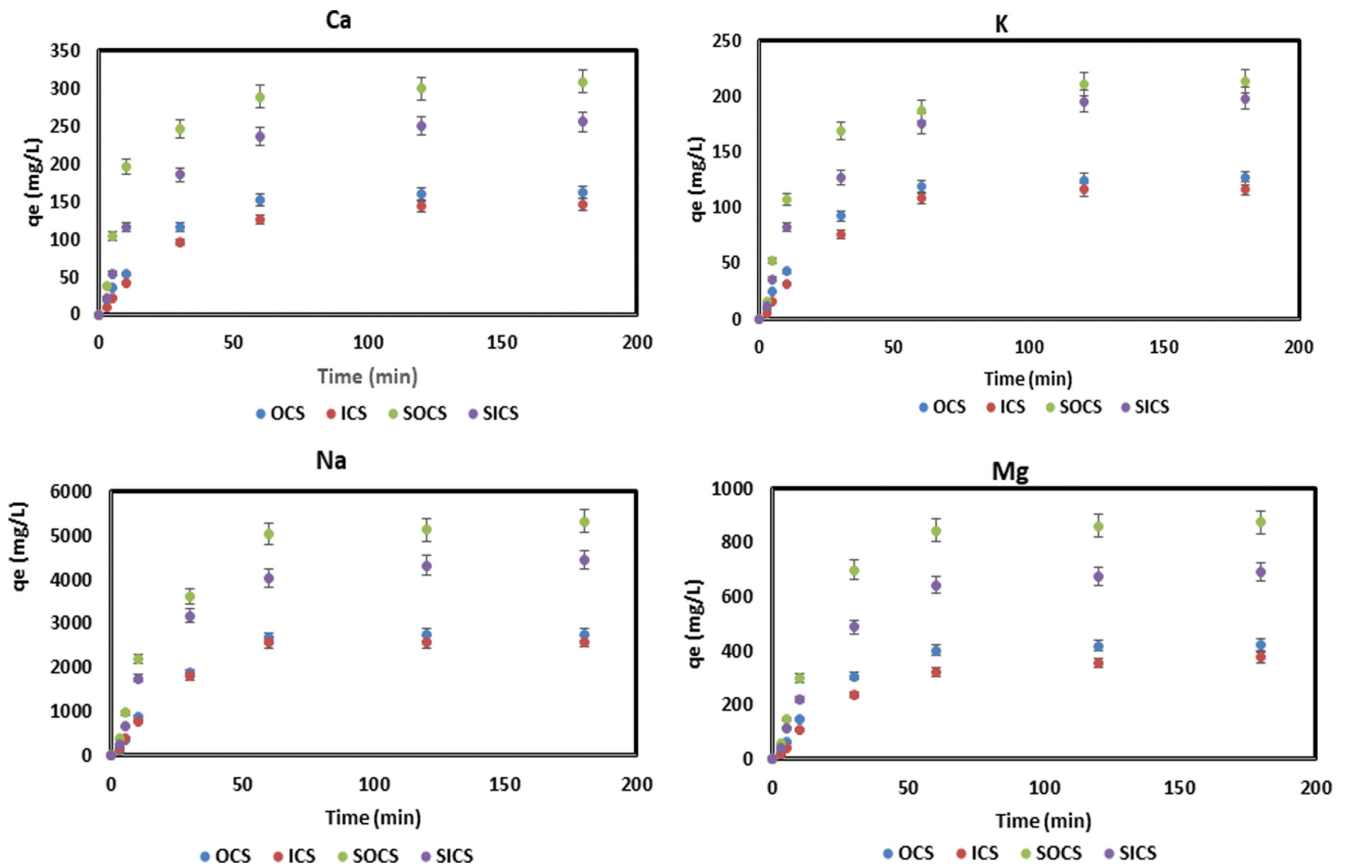 Ca
qe (mg/L)
350
300
250
200
150
100
50
0
0 50 100 150 200
Time (min)
OCS ICS SOCS SICS
K
qe (mg/L)
250
200
150
100
50
0
0 50 100 150 200
Time (min)
OCS ICS SOCS SICS
Na
qe (mg/L)
6000
5000
4000
3000
2000
1000
0
0 50 100 150 200
Time (min)
OCS ICS SOCS SICS
Mg
qe (mg/L)
1000
800
600
400
200
0
0 50 100 150 200
Time (min)
OCS ICS SOCS SICS